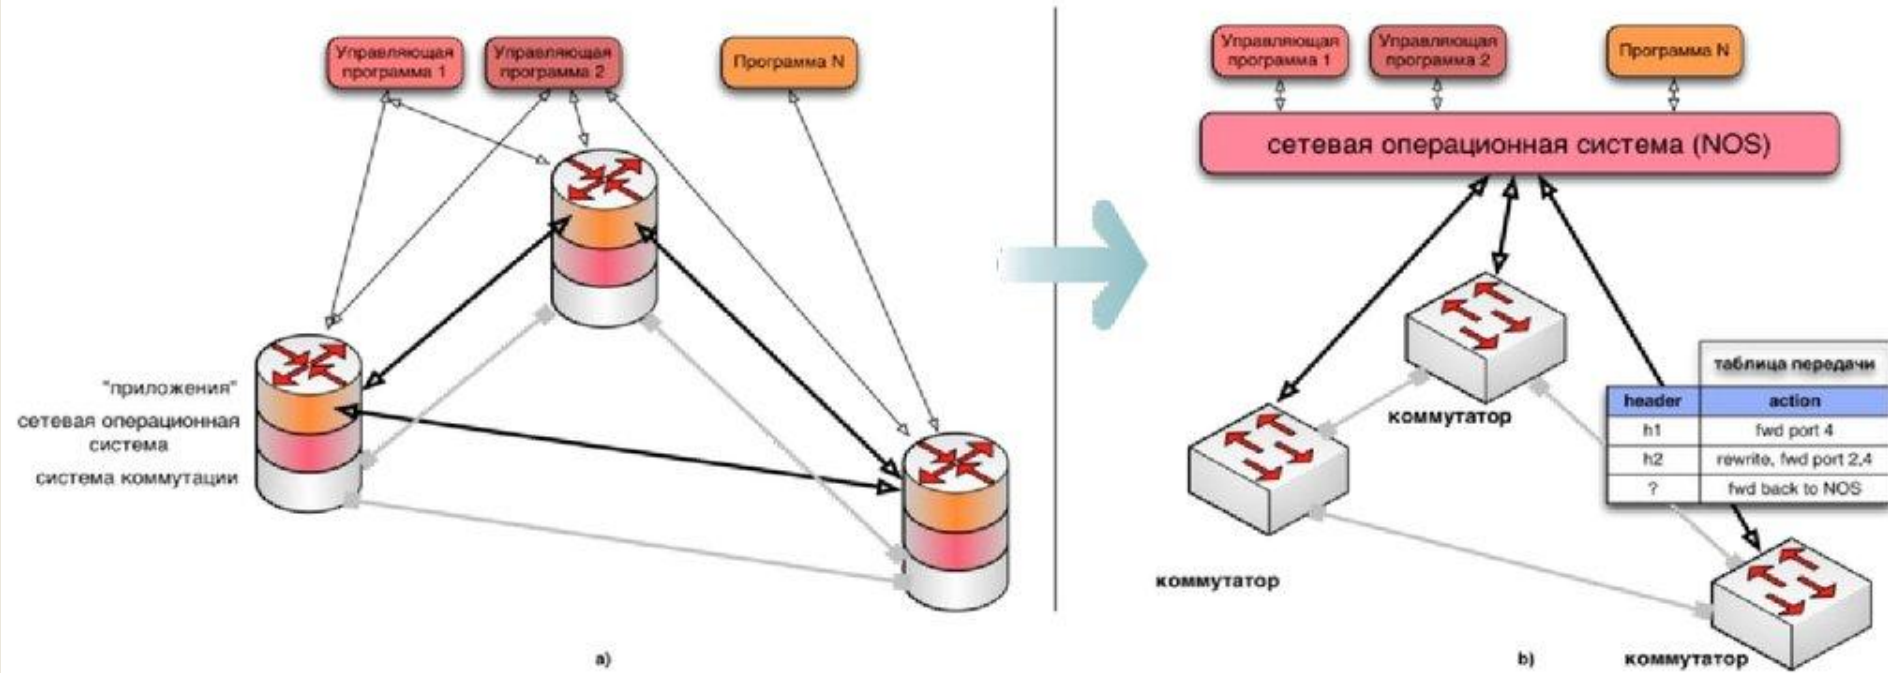 Управляющая
программа 1
Управляющая
программа 2
Программа N
"приложения"
сетевая операционная
система
система коммутации
a)
Управляющая
программа 1
Управляющая
программа 2
Программа N
сетевая операционная система (NOS)
таблица передачи
header action
h1 fwd port 4
h2 rewrite, fwd port 2,4
? fwd back to NOS
коммутатор
коммутатор
коммутатор
b)